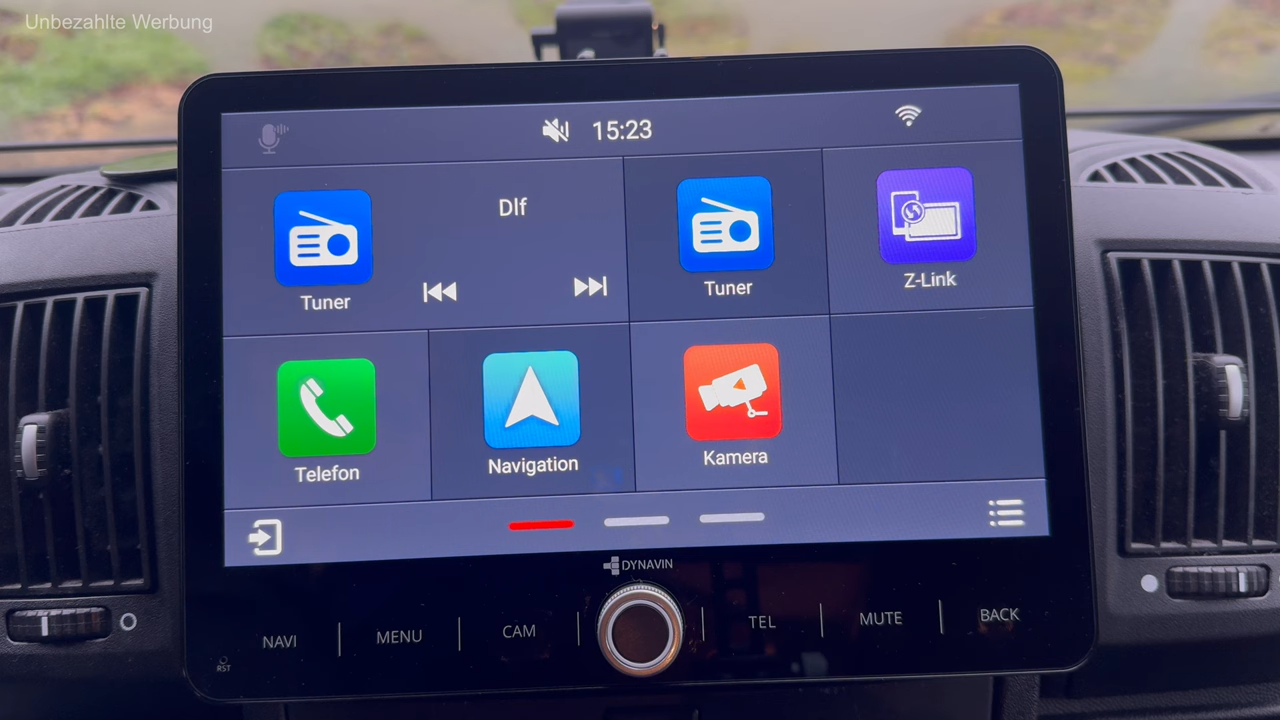 Unbezahlte Werbung
15:23
Dlf
Tuner
Tuner
Z-Link
Telefon
Navigation
Kamera
DYNAVIN
NAVI
MENU
CAM
TEL
MUTE
BACK
RST